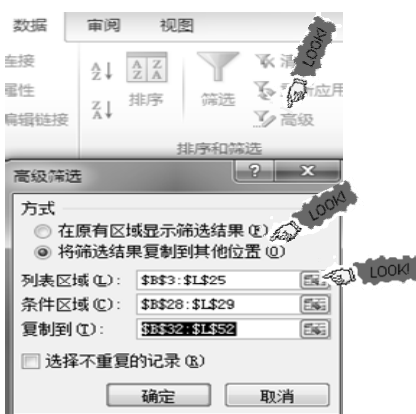 数据 审阅 视图
连接
属性
编辑链接
排序
筛选
清
应用
高级
排序和筛选
LOOK!
高级筛选
方式
在原有区域显示筛选结果(F)
将筛选结果复制到其他位置(O)
LOOK!
列表区域(L): $B$3:$L$25
LOOK!
条件区域(C): $B$28:$L$29
复制到(T): $B$32:$L$52
选择不重复的记录(R)
确定 取消